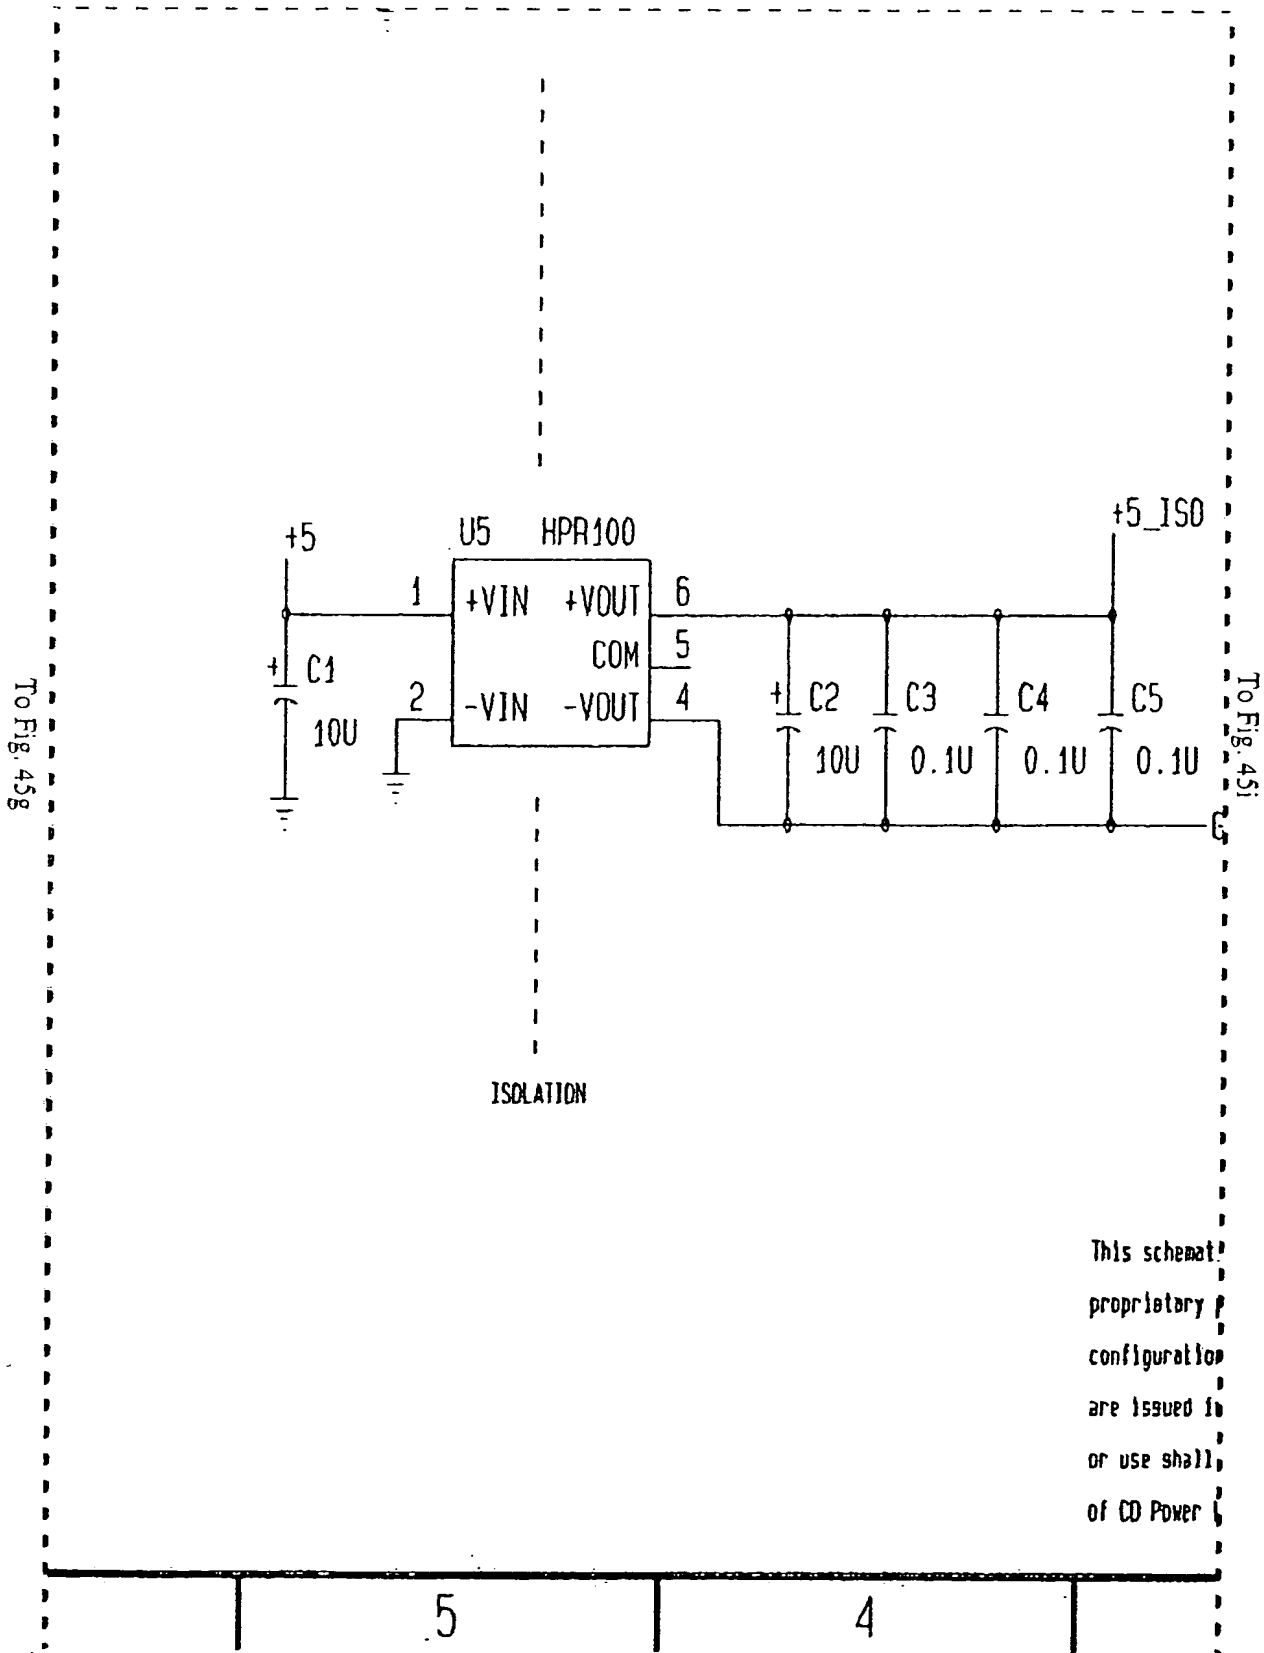 +5_ISO
+5
U5 HPR100
1 +VIN +VOUT 6
COM 5
2 -VIN -VOUT 4
+ C1
10U
+ C2 C3 C4 C5
10U 0.1U 0.1U 0.1U
To Fig. 45g
To Fig. 45i
ISOLATION
This schemat
proprietary
configuration
are issued
or use shall
of CD Power
5 4